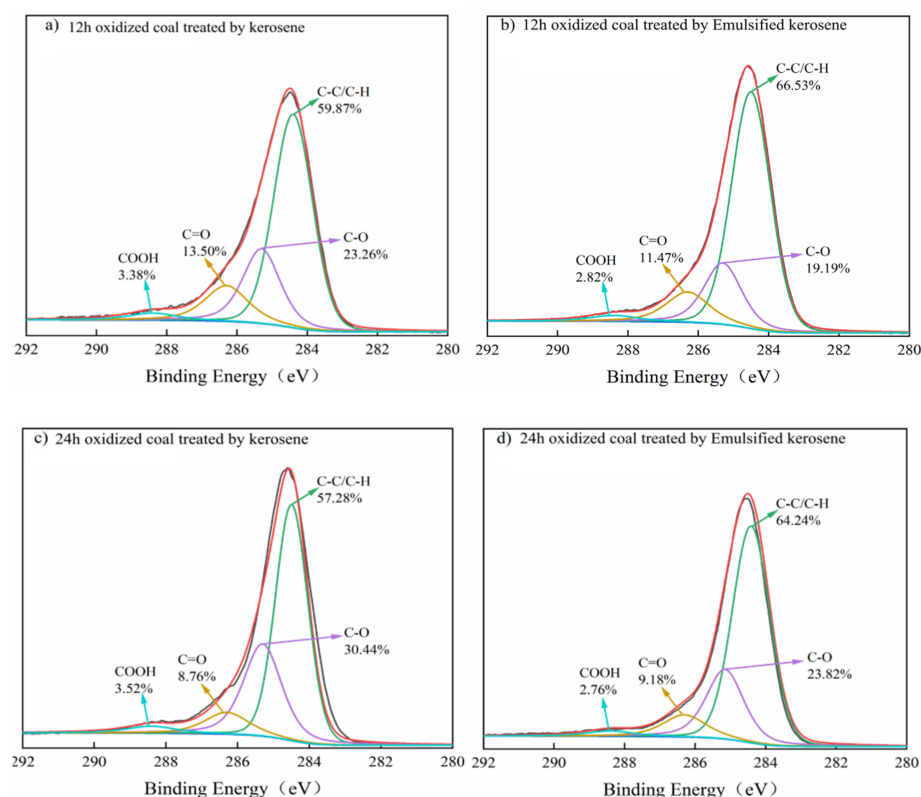 a) 12h oxidized coal treated by kerosene
C-C/C-H
59.87%
C=O
13.50%
C-O
23.26%
COOH
3.38%
292 290 288 286 284 282 280
Binding Energy（eV）
b) 12h oxidized coal treated by Emulsified kerosene
C-C/C-H
66.53%
C=O
11.47%
C-O
19.19%
COOH
2.82%
292 290 288 286 284 282 280
Binding Energy（eV）
c) 24h oxidized coal treated by kerosene
C-C/C-H
57.28%
C-O
30.44%
C=O
8.76%
COOH
3.52%
292 290 288 286 284 282 280
Binding Energy（eV）
d) 24h oxidized coal treated by Emulsified kerosene
C-C/C-H
64.24%
C-O
23.82%
C=O
9.18%
COOH
2.76%
292 290 288 286 284 282 280
Binding Energy（eV）